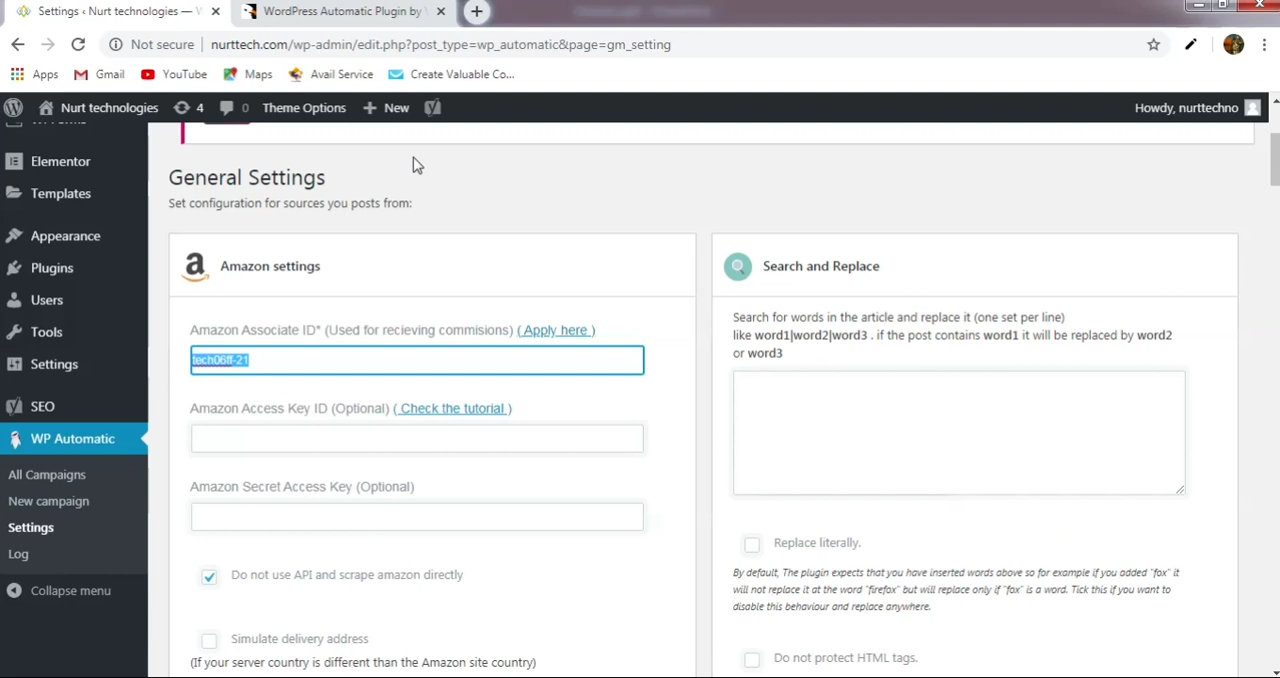 Settings ‹ Nurt technologies —
WordPress Automatic Plugin by
Not secure
nurttech.com/wp-admin/edit.php?post_type=wp_automatic&page=gm_setting
Apps
Gmail
YouTube
Maps
Avail Service
Create Valuable Co...
Nurt technologies
4
0
Theme Options
New
Howdy, nurttechno
Elementor
Templates
Appearance
Plugins
Users
Tools
Settings
SEO
WP Automatic
All Campaigns
New campaign
Settings
Log
Collapse menu
General Settings
Set configuration for sources you posts from:
Amazon settings
Amazon Associate ID* (Used for recieving commisions) ( Apply here )
tech06ff-21
Amazon Access Key ID (Optional) ( Check the tutorial )
Amazon Secret Access Key (Optional)
Do not use API and scrape amazon directly
Simulate delivery address
(If your server country is different than the Amazon site country)
Search and Replace
Search for words in the article and replace it (one set per line)
like word1|word2|word3 . if the post contains word1 it will be replaced by word2
or word3
Replace literally.
By default, The plugin expects that you have inserted words above so for example if you added "fox" it
will not replace it at the word "firefox" but will replace only if "fox" is a word. Tick this if you want to
disable this behaviour and replace anywhere.
Do not protect HTML tags.